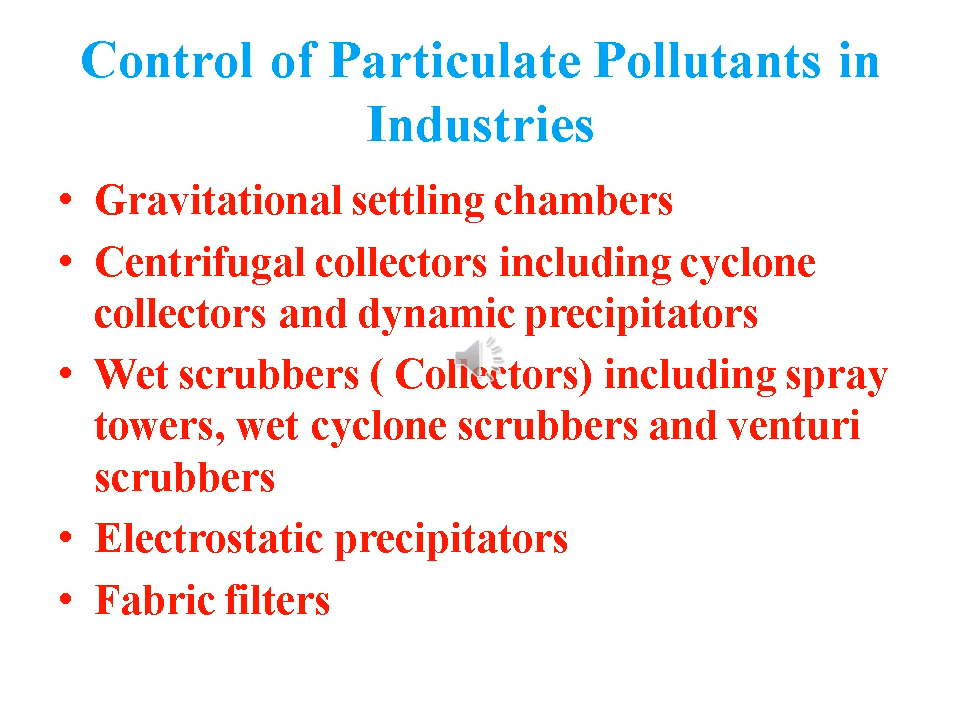 Control of Particulate Pollutants in
Industries
• Gravitational settling chambers
• Centrifugal collectors including cyclone
collectors and dynamic precipitators
• Wet scrubbers ( Collectors) including spray
towers, wet cyclone scrubbers and venturi
scrubbers
• Electrostatic precipitators
• Fabric filters